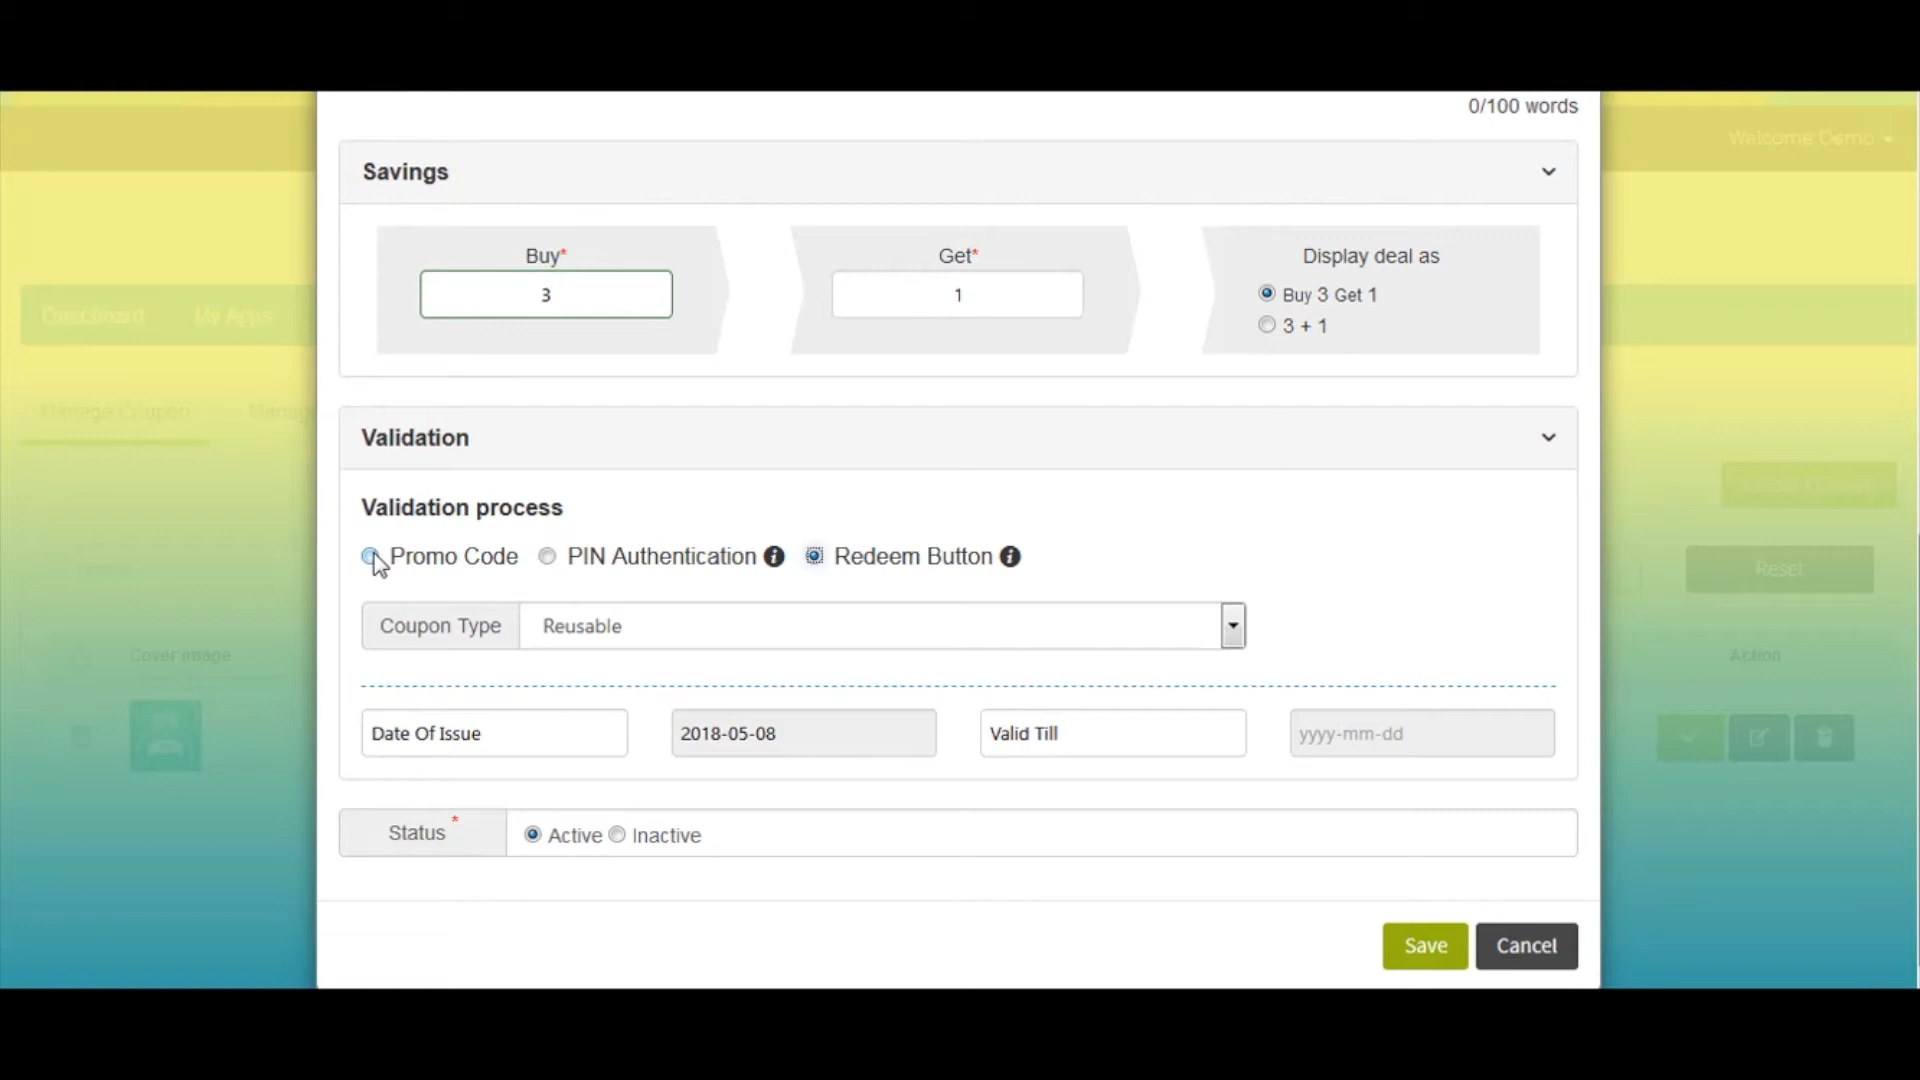 0/100 words
Welcome Demo
Savings
Buy* Get* Display deal as
3 1 Buy 3 Get 1
3 + 1
Dashboard My Apps
Manage Coupon
Validation
Validation process
Promo Code PIN Authentication Redeem Button
Reset
Coupon Type Reusable
Cover image Action
Date Of Issue 2018-05-08 Valid Till yyyy-mm-dd
Status * Active Inactive
Save Cancel